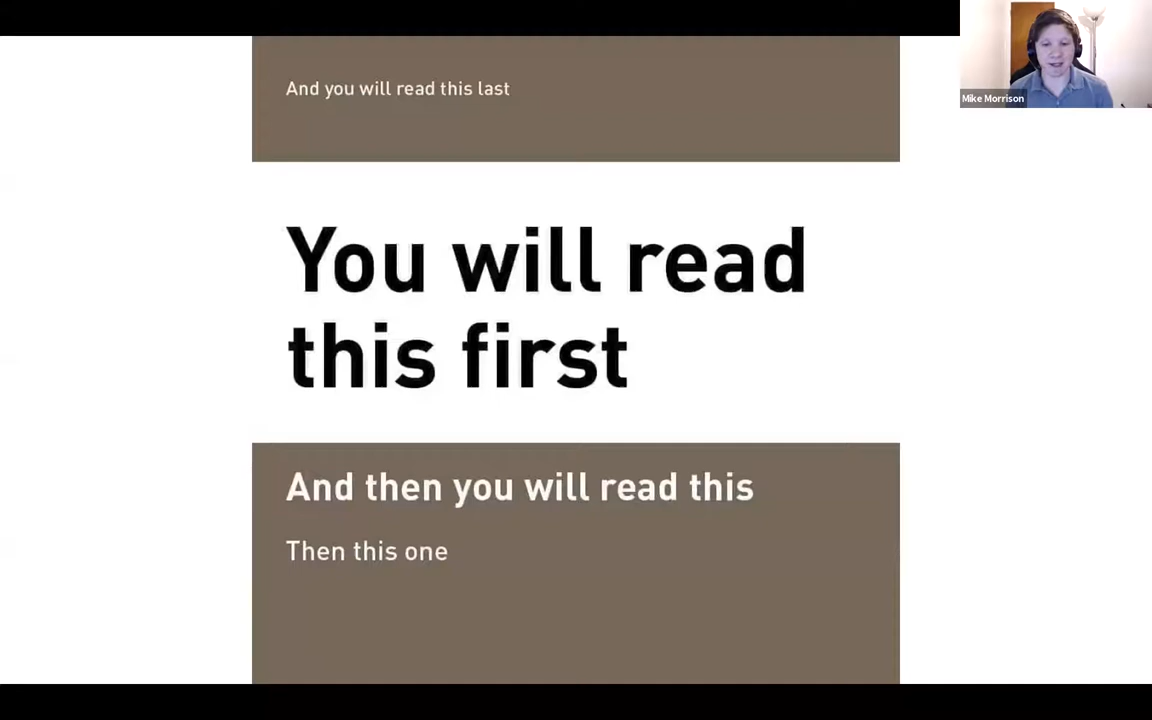 And you will read this last
Mike Morrison
You will read
this first
And then you will read this
Then this one